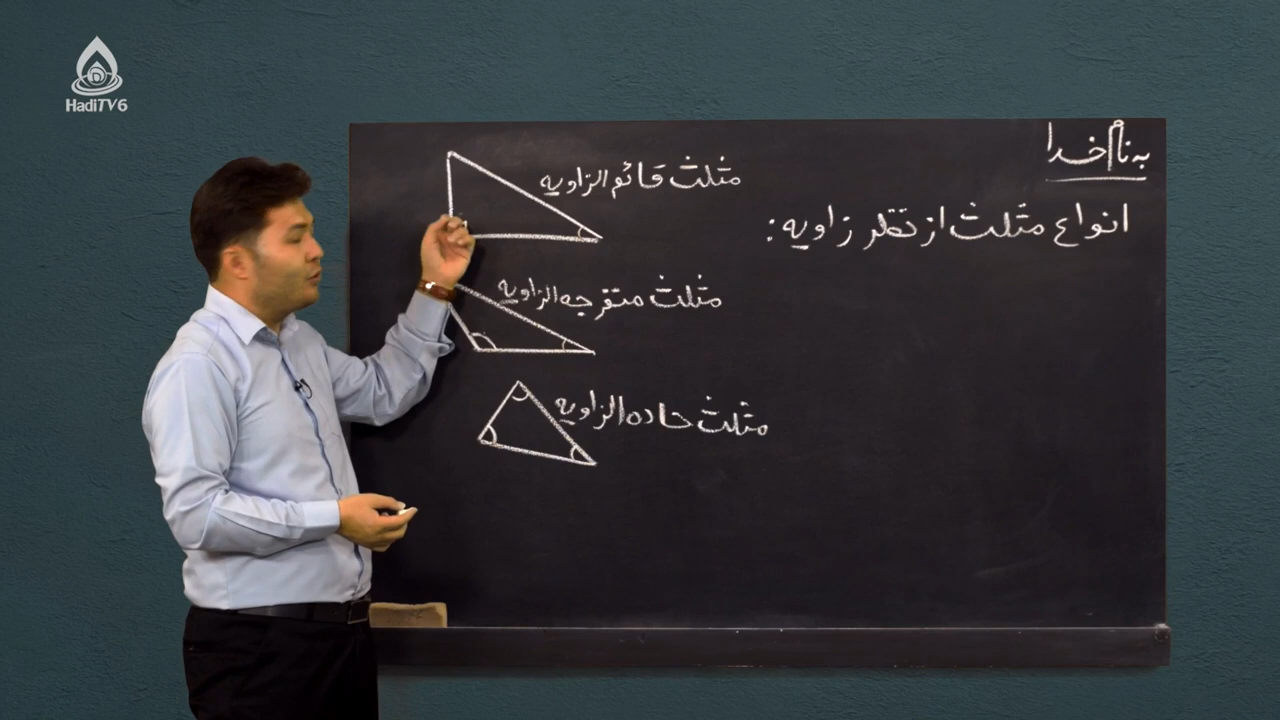 HadiTV6
به نام خدا
انواع مثلث از نظر زاویه:
مثلث قائم الزاویه
مثلث منفرجه الزاویه
مثلث حاده الزاویه